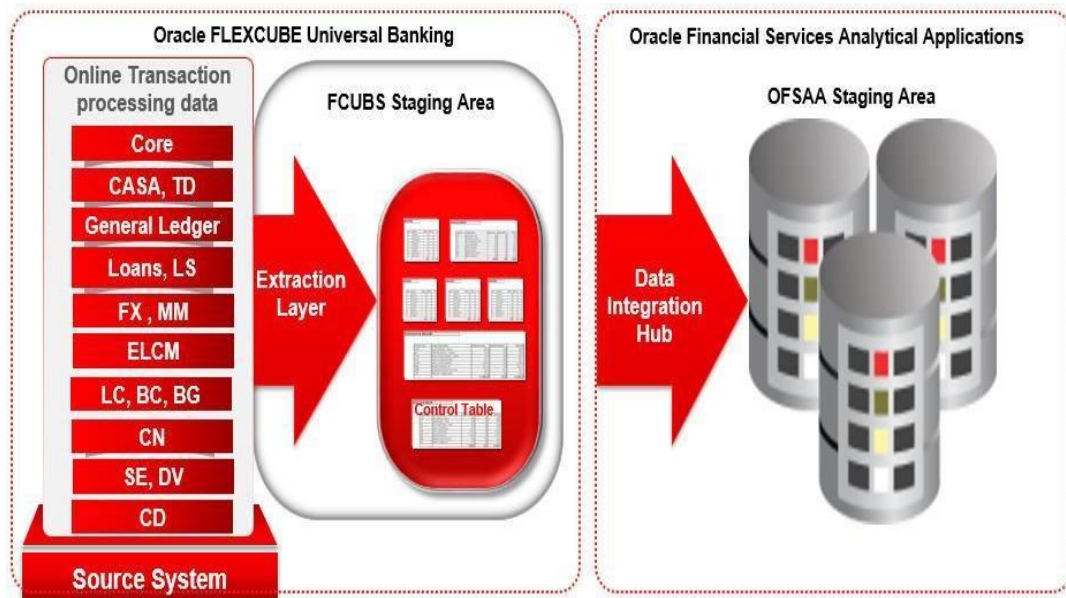 Oracle FLEXCUBE Universal Banking
Online Transaction
processing data
Core
CASA, TD
General Ledger
Loans, LS
FX , MM
ELCM
LC, BC, BG
CN
SE, DV
CD
Source System
Extraction
Layer
FCUBS Staging Area
Control Table
Data
Integration
Hub
Oracle Financial Services Analytical Applications
OFSAA Staging Area